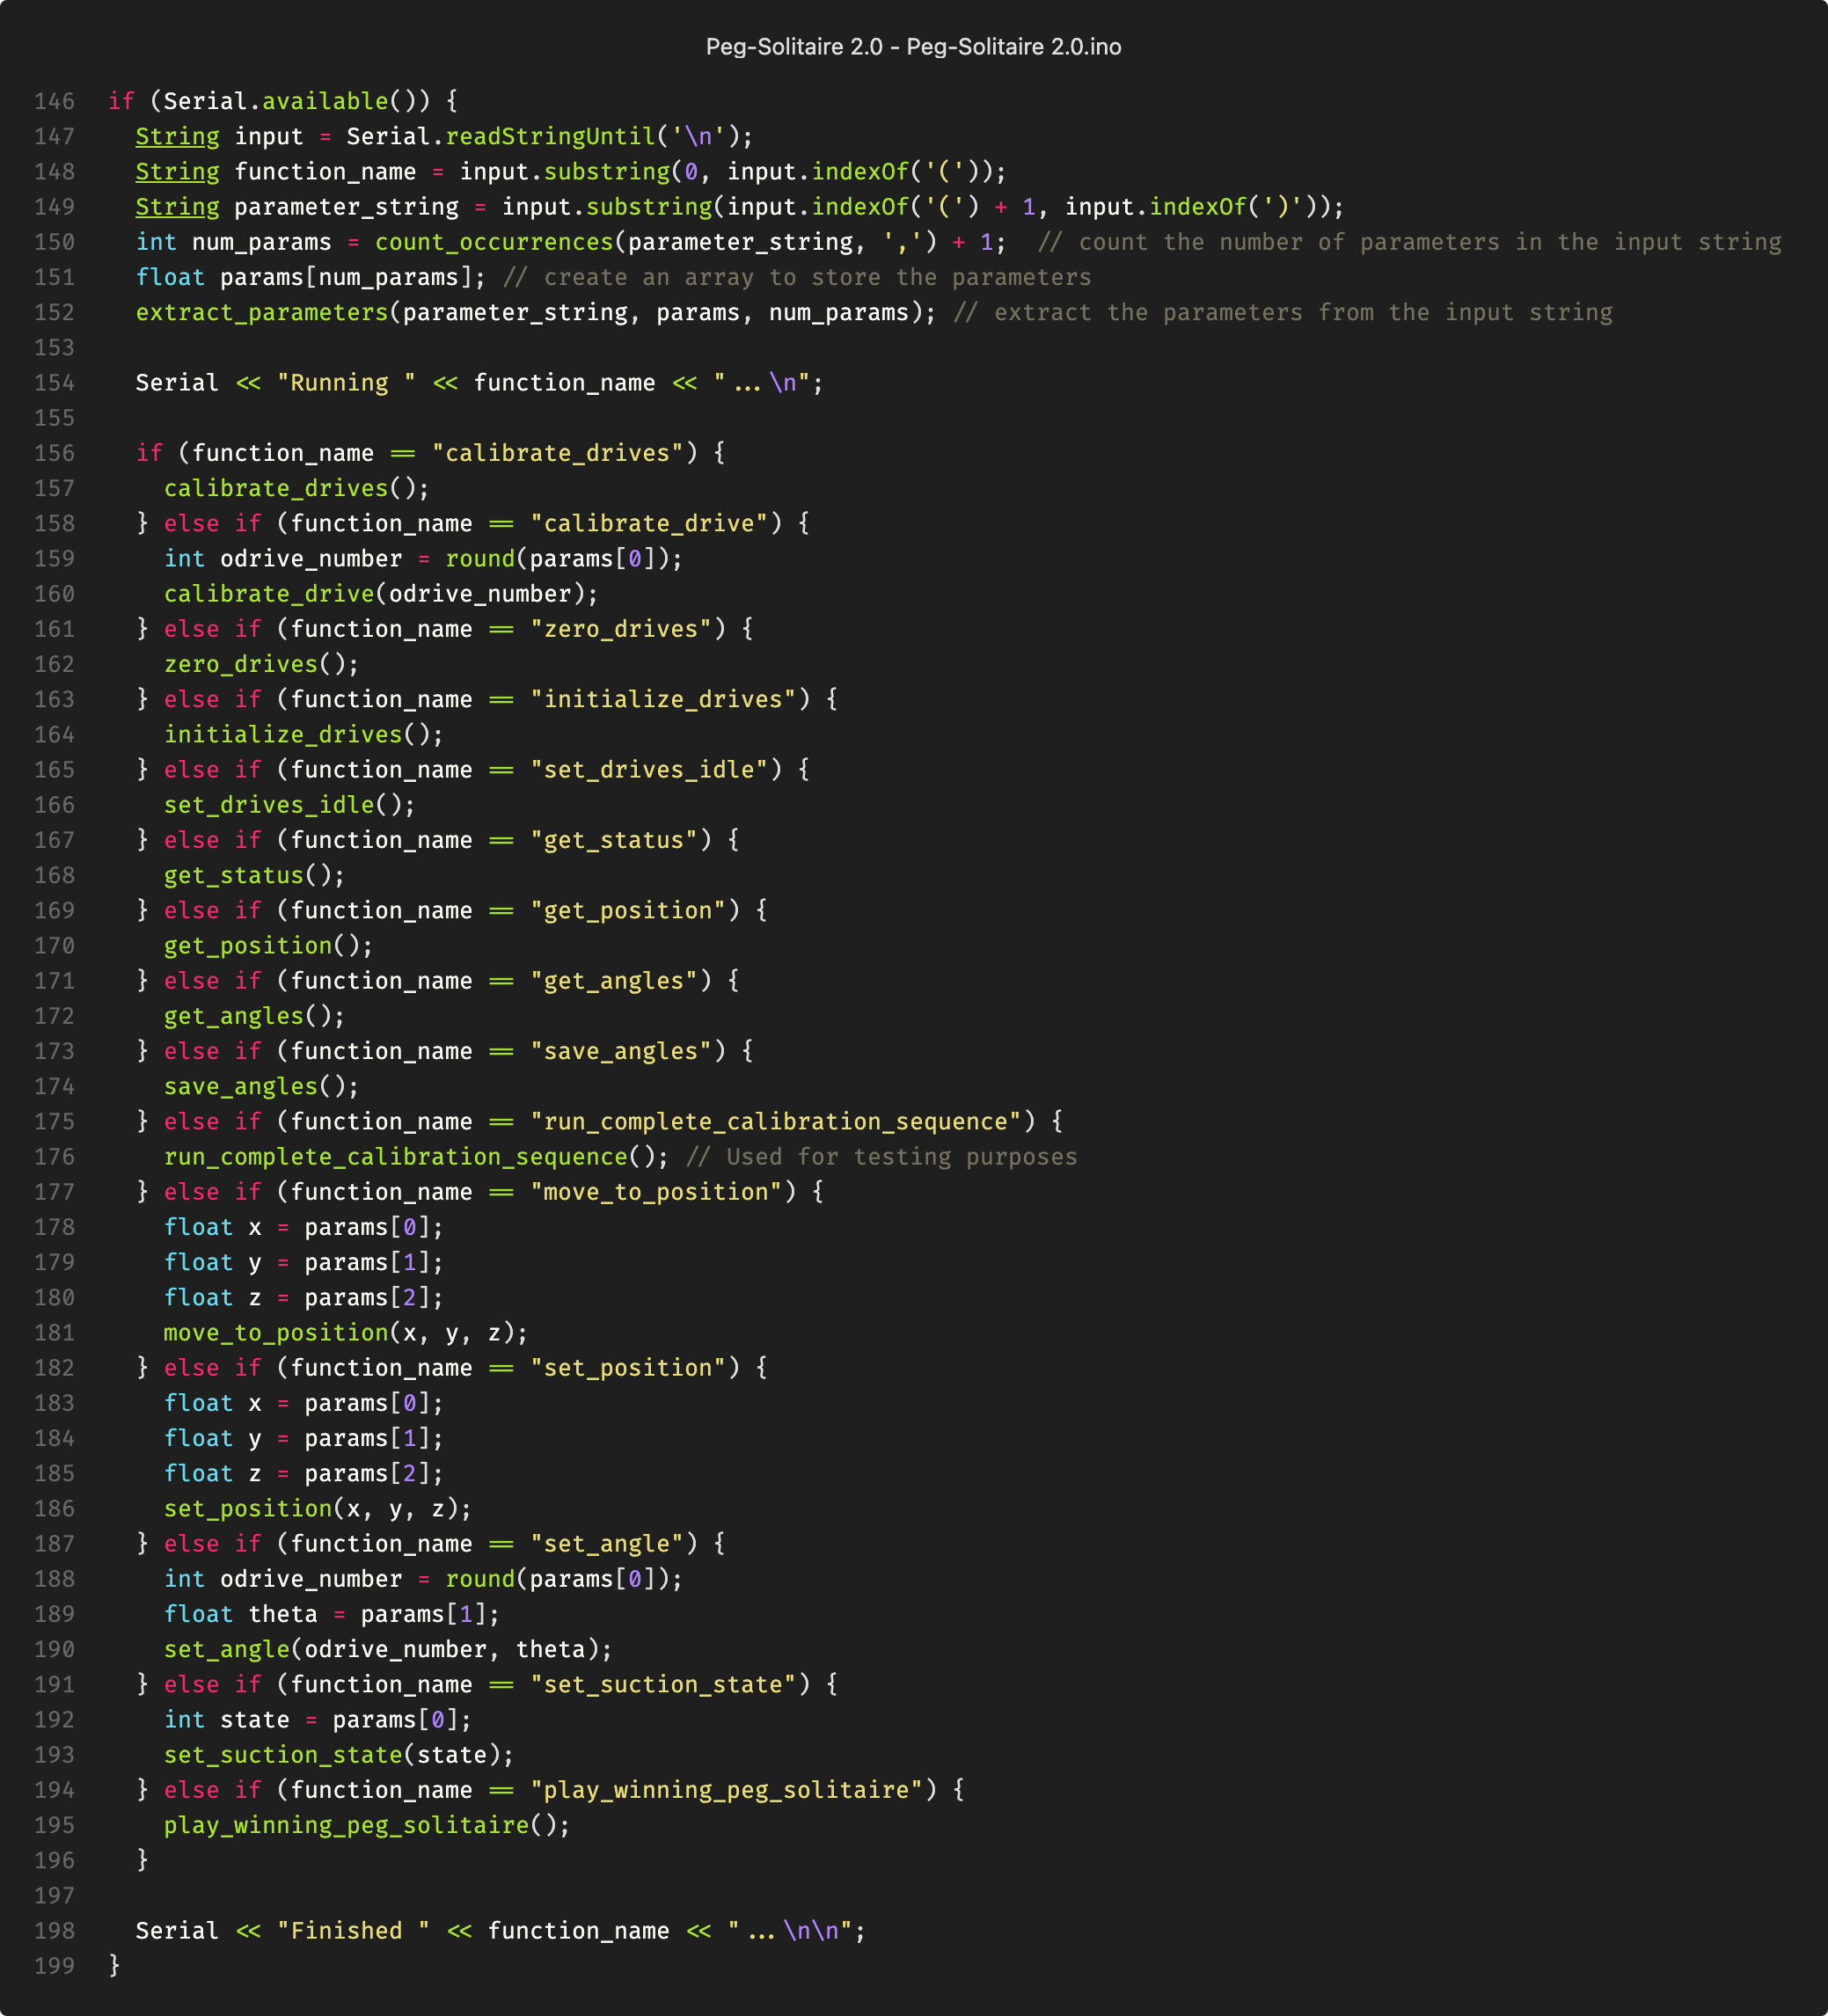 Peg-Solitaire 2.0 - Peg-Solitaire 2.0.ino
146 if (Serial.available()) {
147 String input = Serial.readStringUntil('\n');
148 String function_name = input.substring(0, input.indexOf('('));
149 String parameter_string = input.substring(input.indexOf('(') + 1, input.indexOf(')'));
150 int num_params = count_occurrences(parameter_string, ',') + 1;  // count the number of parameters in the input string
151 float params[num_params]; // create an array to store the parameters
152 extract_parameters(parameter_string, params, num_params); // extract the parameters from the input string
153
154 Serial << "Running " << function_name << "...\n";
155
156 if (function_name == "calibrate_drives") {
157 calibrate_drives();
158 } else if (function_name == "calibrate_drive") {
159 int odrive_number = round(params[0]);
160 calibrate_drive(odrive_number);
161 } else if (function_name == "zero_drives") {
162 zero_drives();
163 } else if (function_name == "initialize_drives") {
164 initialize_drives();
165 } else if (function_name == "set_drives_idle") {
166 set_drives_idle();
167 } else if (function_name == "get_status") {
168 get_status();
169 } else if (function_name == "get_position") {
170 get_position();
171 } else if (function_name == "get_angles") {
172 get_angles();
173 } else if (function_name == "save_angles") {
174 save_angles();
175 } else if (function_name == "run_complete_calibration_sequence") {
176 run_complete_calibration_sequence(); // Used for testing purposes
177 } else if (function_name == "move_to_position") {
178 float x = params[0];
179 float y = params[1];
180 float z = params[2];
181 move_to_position(x, y, z);
182 } else if (function_name == "set_position") {
183 float x = params[0];
184 float y = params[1];
185 float z = params[2];
186 set_position(x, y, z);
187 } else if (function_name == "set_angle") {
188 int odrive_number = round(params[0]);
189 float theta = params[1];
190 set_angle(odrive_number, theta);
191 } else if (function_name == "set_suction_state") {
192 int state = params[0];
193 set_suction_state(state);
194 } else if (function_name == "play_winning_peg_solitaire") {
195 play_winning_peg_solitaire();
196 }
197
198 Serial << "Finished " << function_name << "...\n\n";
199 }